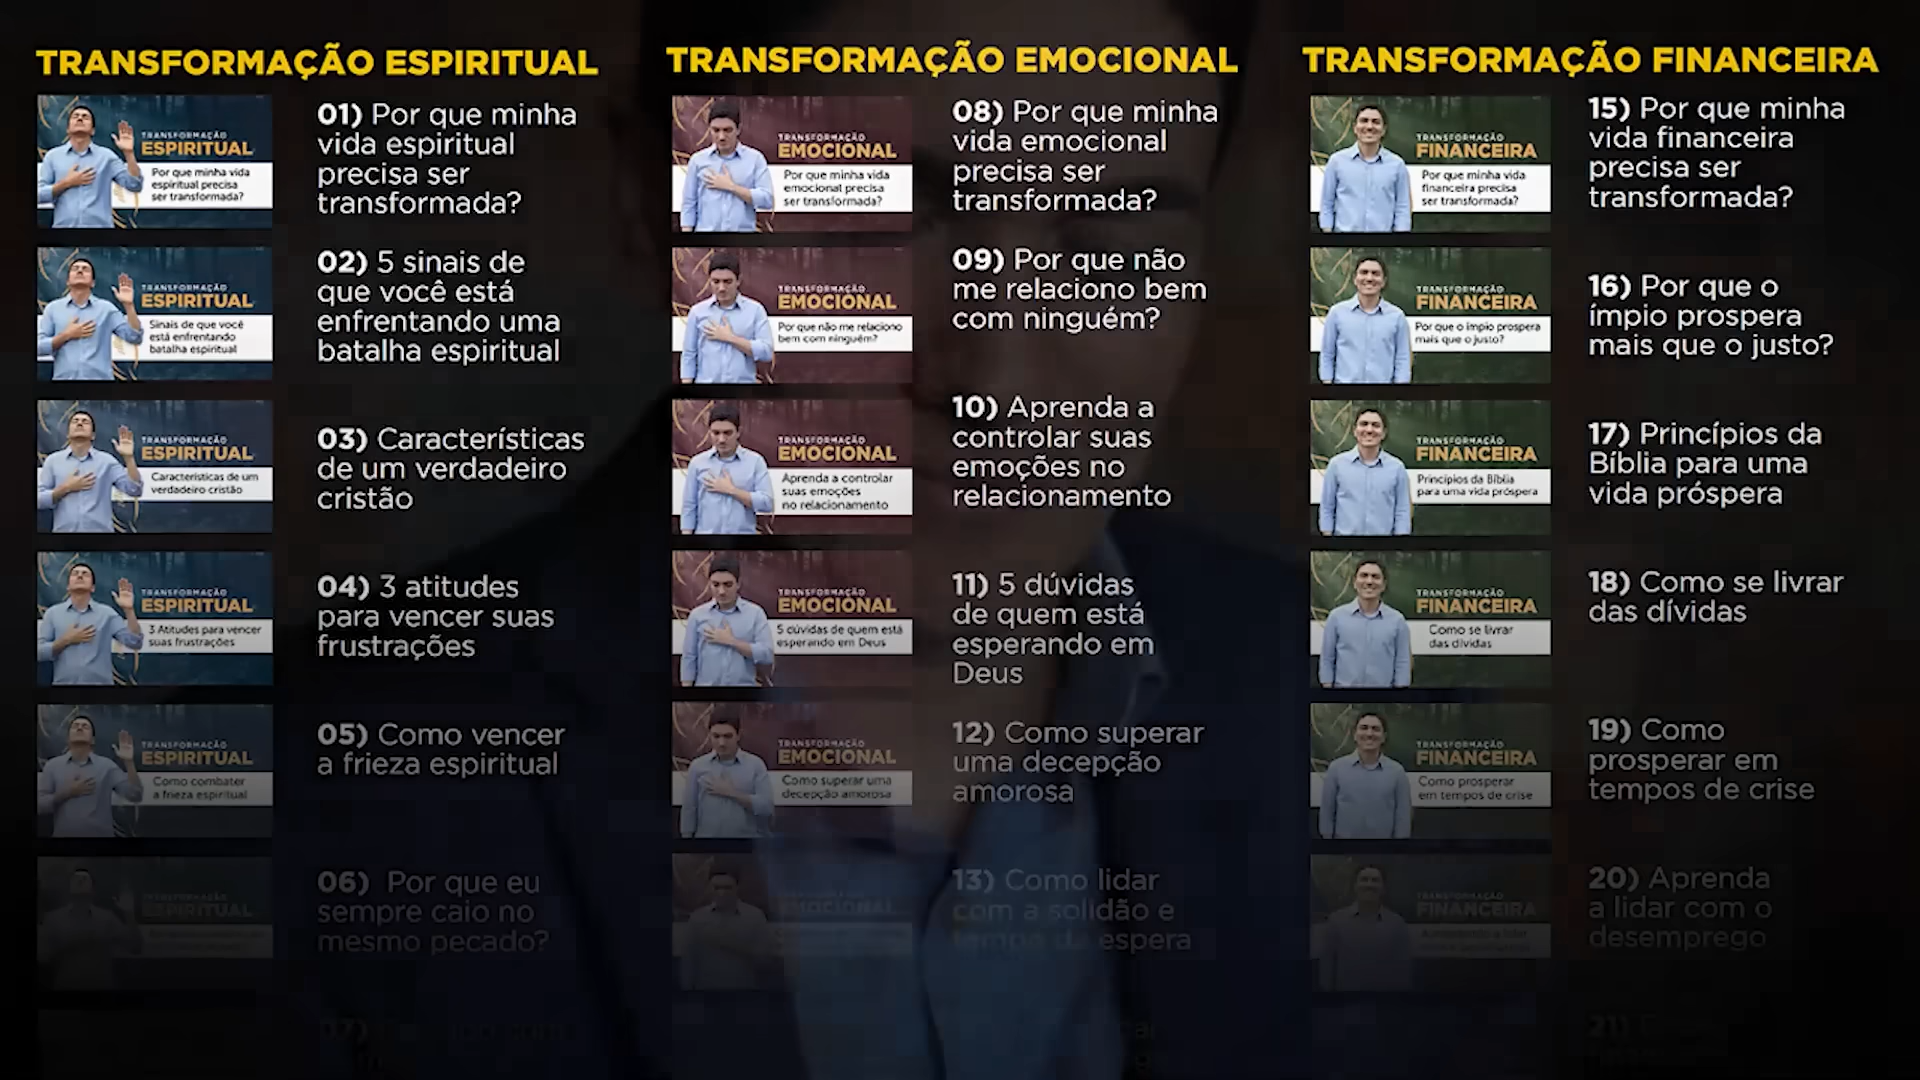 TRANSFORMAÇÃO ESPIRITUAL
TRANSFORMAÇÃO
ESPIRITUAL
Por que minha vida
espiritual precisa
ser transformada?
01) Por que minha
vida espiritual
precisa ser
transformada?
TRANSFORMAÇÃO
ESPIRITUAL
Sinais de que você
está enfrentando
batalha espiritual
02) 5 sinais de
que você está
enfrentando uma
batalha espiritual
TRANSFORMAÇÃO
ESPIRITUAL
Características de um
verdadeiro cristão
03) Características
de um verdadeiro
cristão
TRANSFORMAÇÃO
ESPIRITUAL
3 Atitudes para vencer
suas frustrações
04) 3 atitudes
para vencer suas
frustrações
TRANSFORMAÇÃO
ESPIRITUAL
Como combater
a frieza espiritual
05) Como vencer
a frieza espiritual
ESPIRITUAL
06) Por que eu
sempre caio no
mesmo pecado?
07)
TRANSFORMAÇÃO EMOCIONAL
TRANSFORMAÇÃO
EMOCIONAL
Por que minha vida
emocional precisa
ser transformada?
08) Por que minha
vida emocional
precisa ser
transformada?
TRANSFORMAÇÃO
EMOCIONAL
Por que não me relaciono
bem com ninguém?
09) Por que não
me relaciono bem
com ninguém?
TRANSFORMAÇÃO
EMOCIONAL
Aprenda a controlar
suas emoções
no relacionamento
10) Aprenda a
controlar suas
emoções no
relacionamento
TRANSFORMAÇÃO
EMOCIONAL
5 dúvidas de quem está
esperando em Deus
11) 5 dúvidas
de quem está
esperando em
Deus
TRANSFORMAÇÃO
EMOCIONAL
Como superar uma
decepção amorosa
12) Como superar
uma decepção
amorosa
EMOCIONAL
13) Como lidar
com a solidão e
tempo de espera
TRANSFORMAÇÃO FINANCEIRA
TRANSFORMAÇÃO
FINANCEIRA
Por que minha vida
financeira precisa
ser transformada?
15) Por que minha
vida financeira
precisa ser
transformada?
TRANSFORMAÇÃO
FINANCEIRA
Por que o ímpio prospera
mais que o justo?
16) Por que o
ímpio prospera
mais que o justo?
TRANSFORMAÇÃO
FINANCEIRA
Princípios da Bíblia
para uma vida próspera
17) Princípios da
Bíblia para uma
vida próspera
TRANSFORMAÇÃO
FINANCEIRA
Como se livrar
das dívidas
18) Como se livrar
das dívidas
TRANSFORMAÇÃO
FINANCEIRA
Como prosperar
em tempos de crise
19) Como
prosperar em
tempos de crise
TRANSFORMAÇÃO
FINANCEIRA
20) Aprenda
a lidar com o
desemprego
21)